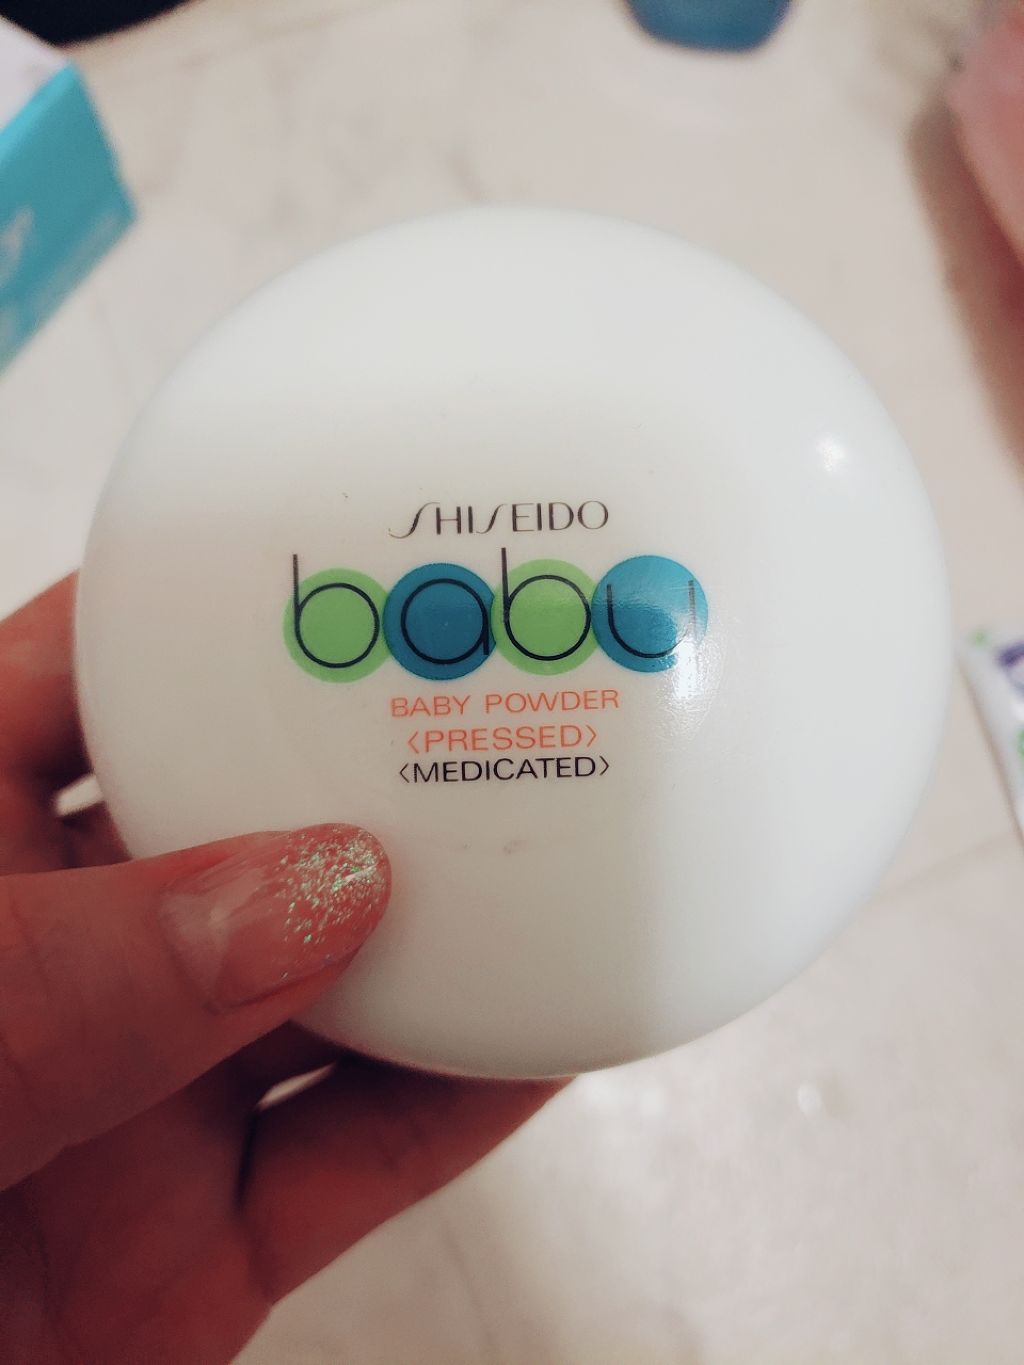 SHISEIDO
babu
BABY POWDER
〈PRESSED〉
〈MEDICATED〉